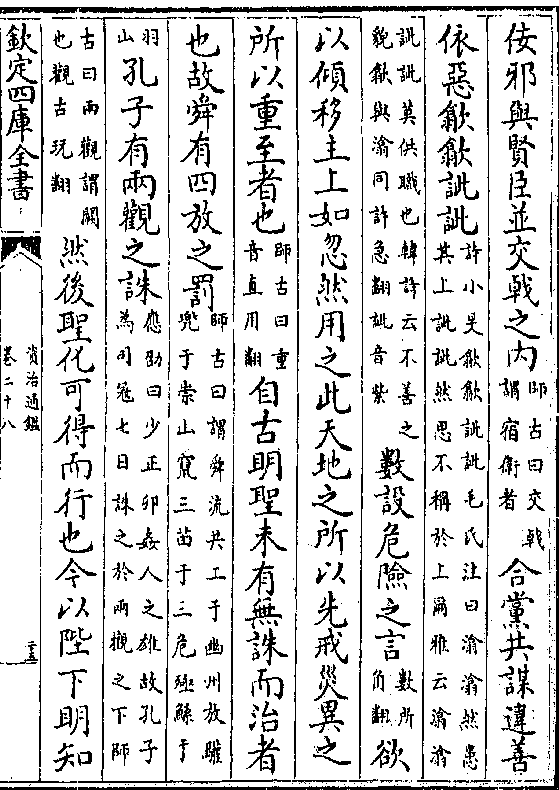 佞邪與賢臣並交戟之内師古曰交戟謂宿衛者合黨共謀違善
依惡歙歙訿訿詩小旻歙歙訿訿毛氏注曰潝潝然患其上訿訿然思不稱於上爾雅云潝潝
訿訿莫供職也韓詩云不善之貌歙與潝同許急翻訿音紫數設危險之言數所角翻欲
以傾移主上如忽然用之此天地之所以先戒災異之
所以重至者也師古曰重音直用翻自古明聖未有無誅而治者
也故舜有四放之罰師古曰謂舜流共工于幽州放驩兜于崇山竄三苗于三危殛鯀于
羽山孔子有兩觀之誅應劭曰少正卯姦人之雄故孔子為司寇七日誅之於兩觀之下師
古曰兩觀謂闕也觀古玩翻然後聖化可得而行也今以陛下明知
欽定四庫全書
資治通鑑
卷二十八
二十五